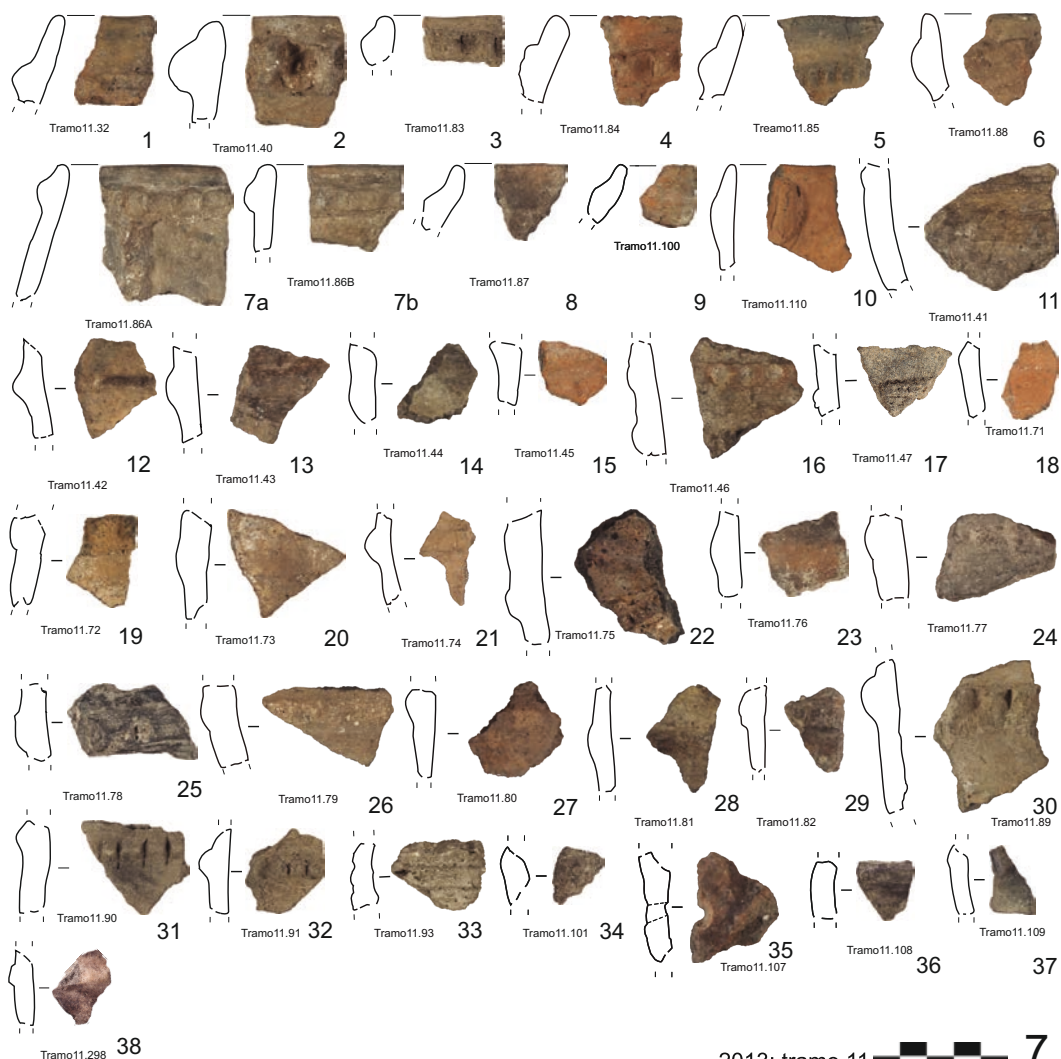 Tramo11.32 1
Tramo11.40 2
Tramo11.83 3
Tramo11.84 4
Treamo11.85 5
Tramo11.88 6
Tramo11.86A 7a
Tramo11.86B 7b
Tramo11.87 8
Tramo11.100 9
Tramo11.110 10
Tramo11.41 11
Tramo11.42 12
Tramo11.43 13
Tramo11.44 14
Tramo11.45 15
Tramo11.46 16
Tramo11.47 17
Tramo11.71 18
Tramo11.72 19
Tramo11.73 20
Tramo11.74 21
Tramo11.75 22
Tramo11.76 23
Tramo11.77 24
Tramo11.78 25
Tramo11.79 26
Tramo11.80 27
Tramo11.81 28
Tramo11.82 29
Tramo11.89 30
Tramo11.90 31
Tramo11.91 32
Tramo11.93 33
Tramo11.101 34
Tramo11.107 35
Tramo11.108 36
Tramo11.109 37
Tramo11.298 38
2013: tramo 11 7